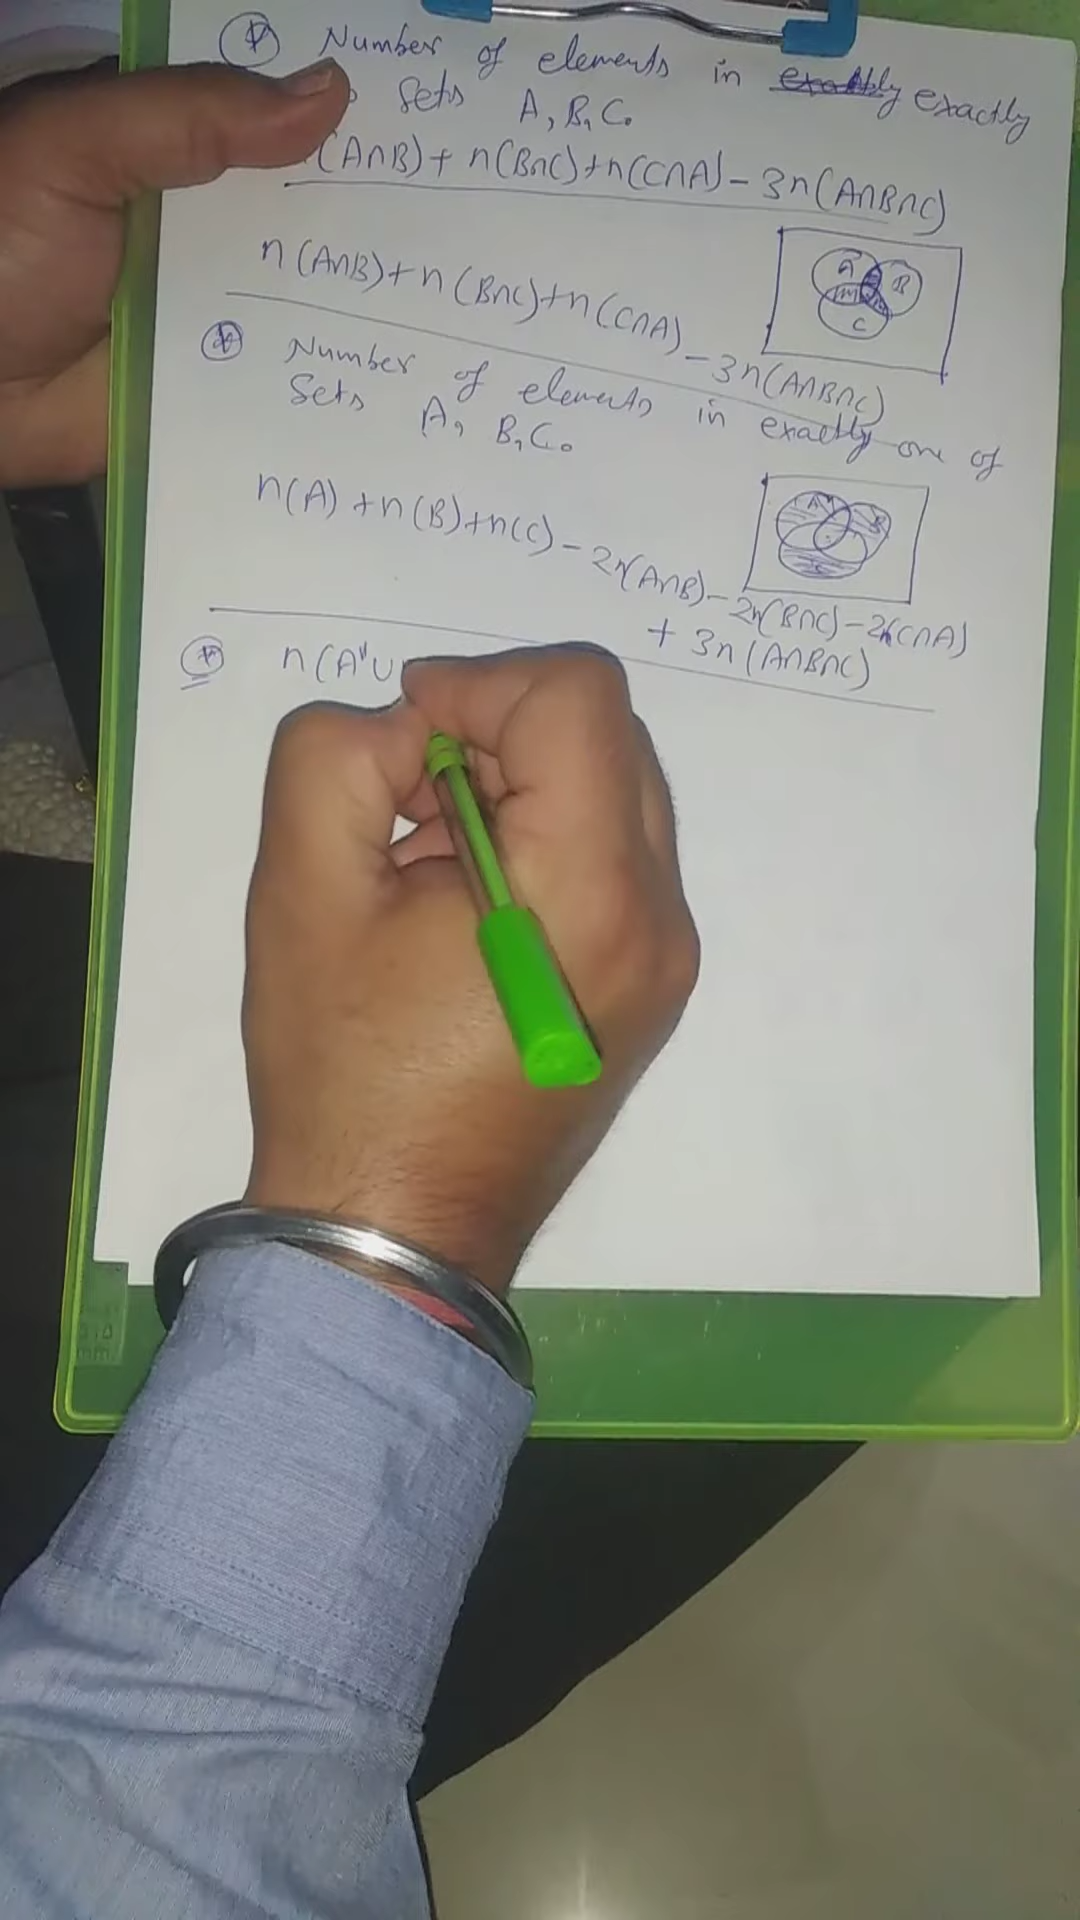 * Number of elements in exactly exactly
Sets A, B, C.
(A∩B) + n(B∩C) + n(C∩A) - 3n(A∩B∩C)
n(A∩B) + n(B∩C) + n(C∩A) - 3n(A∩B∩C)
A B
C
* Number of elements in exactly one of
Sets A, B, C.
n(A) + n(B) + n(C) - 2n(A∩B) - 2n(B∩C) - 2n(C∩A)
+ 3n(A∩B∩C)
A B
C
* n(A'∪